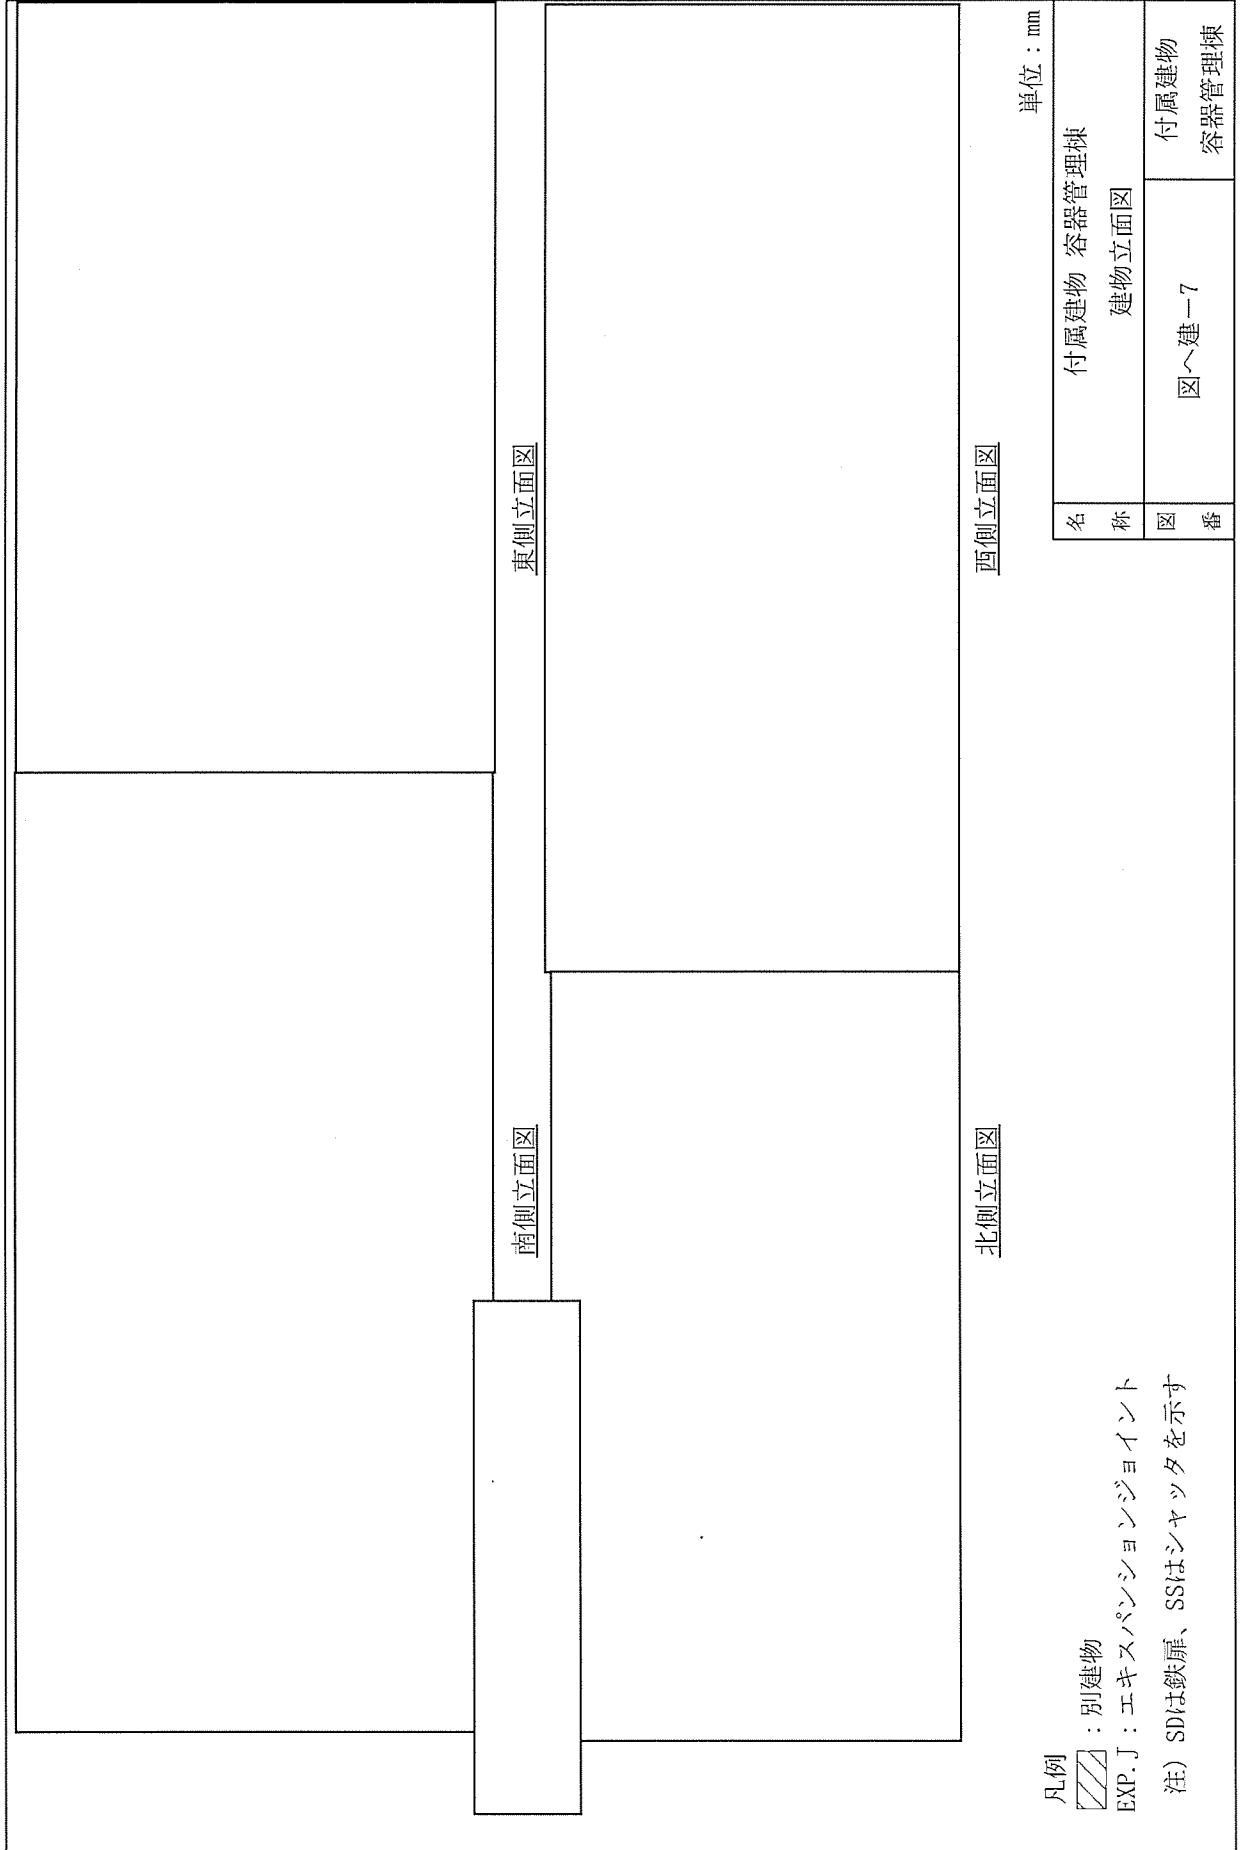 南側立面図
東側立面図
北側立面図
西側立面図
単位：mm
凡例
：別建物
EXP.J：エキスパンションジョイント
注）SDは鉄扉、SSはシャッタを示す
名称
付属建物 容器管理棟
建物立面図
図番
図へ建－7
付属建物
容器管理棟